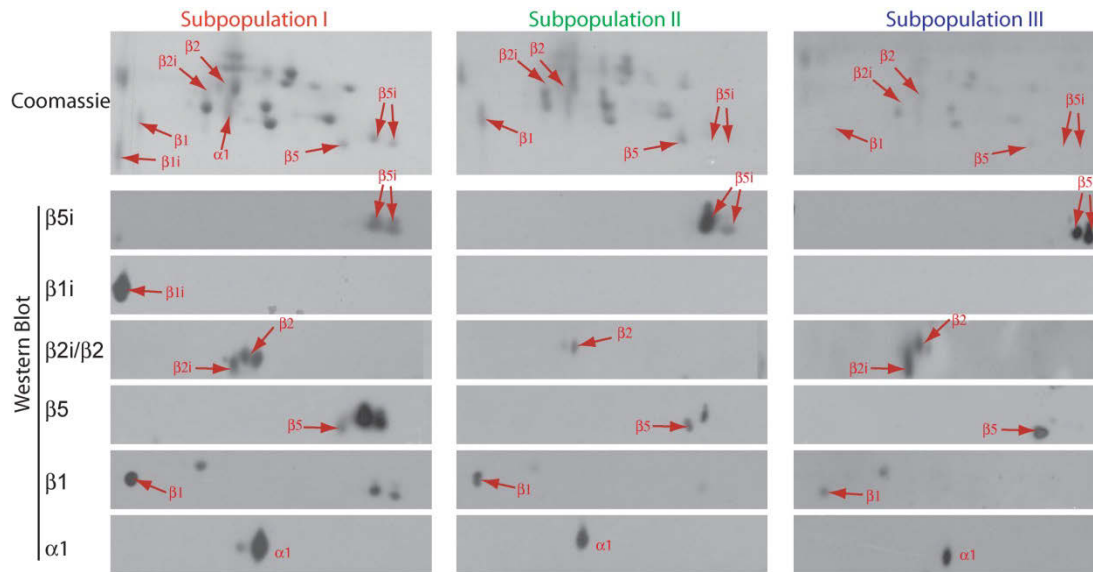 Subpopulation I Subpopulation II Subpopulation III
Coomassie
β2 β2i β5i β1 β1i α1 β5
β2 β2i β5i β1 β5
β2 β2i β5i β1 β5
Western Blot
β5i β5i β5i β5
β1i β1i
β2i/β2 β2 β2i β2 β2 β2i
β5 β5 β5 β5
β1 β1 β1 β1
α1 α1 α1 α1